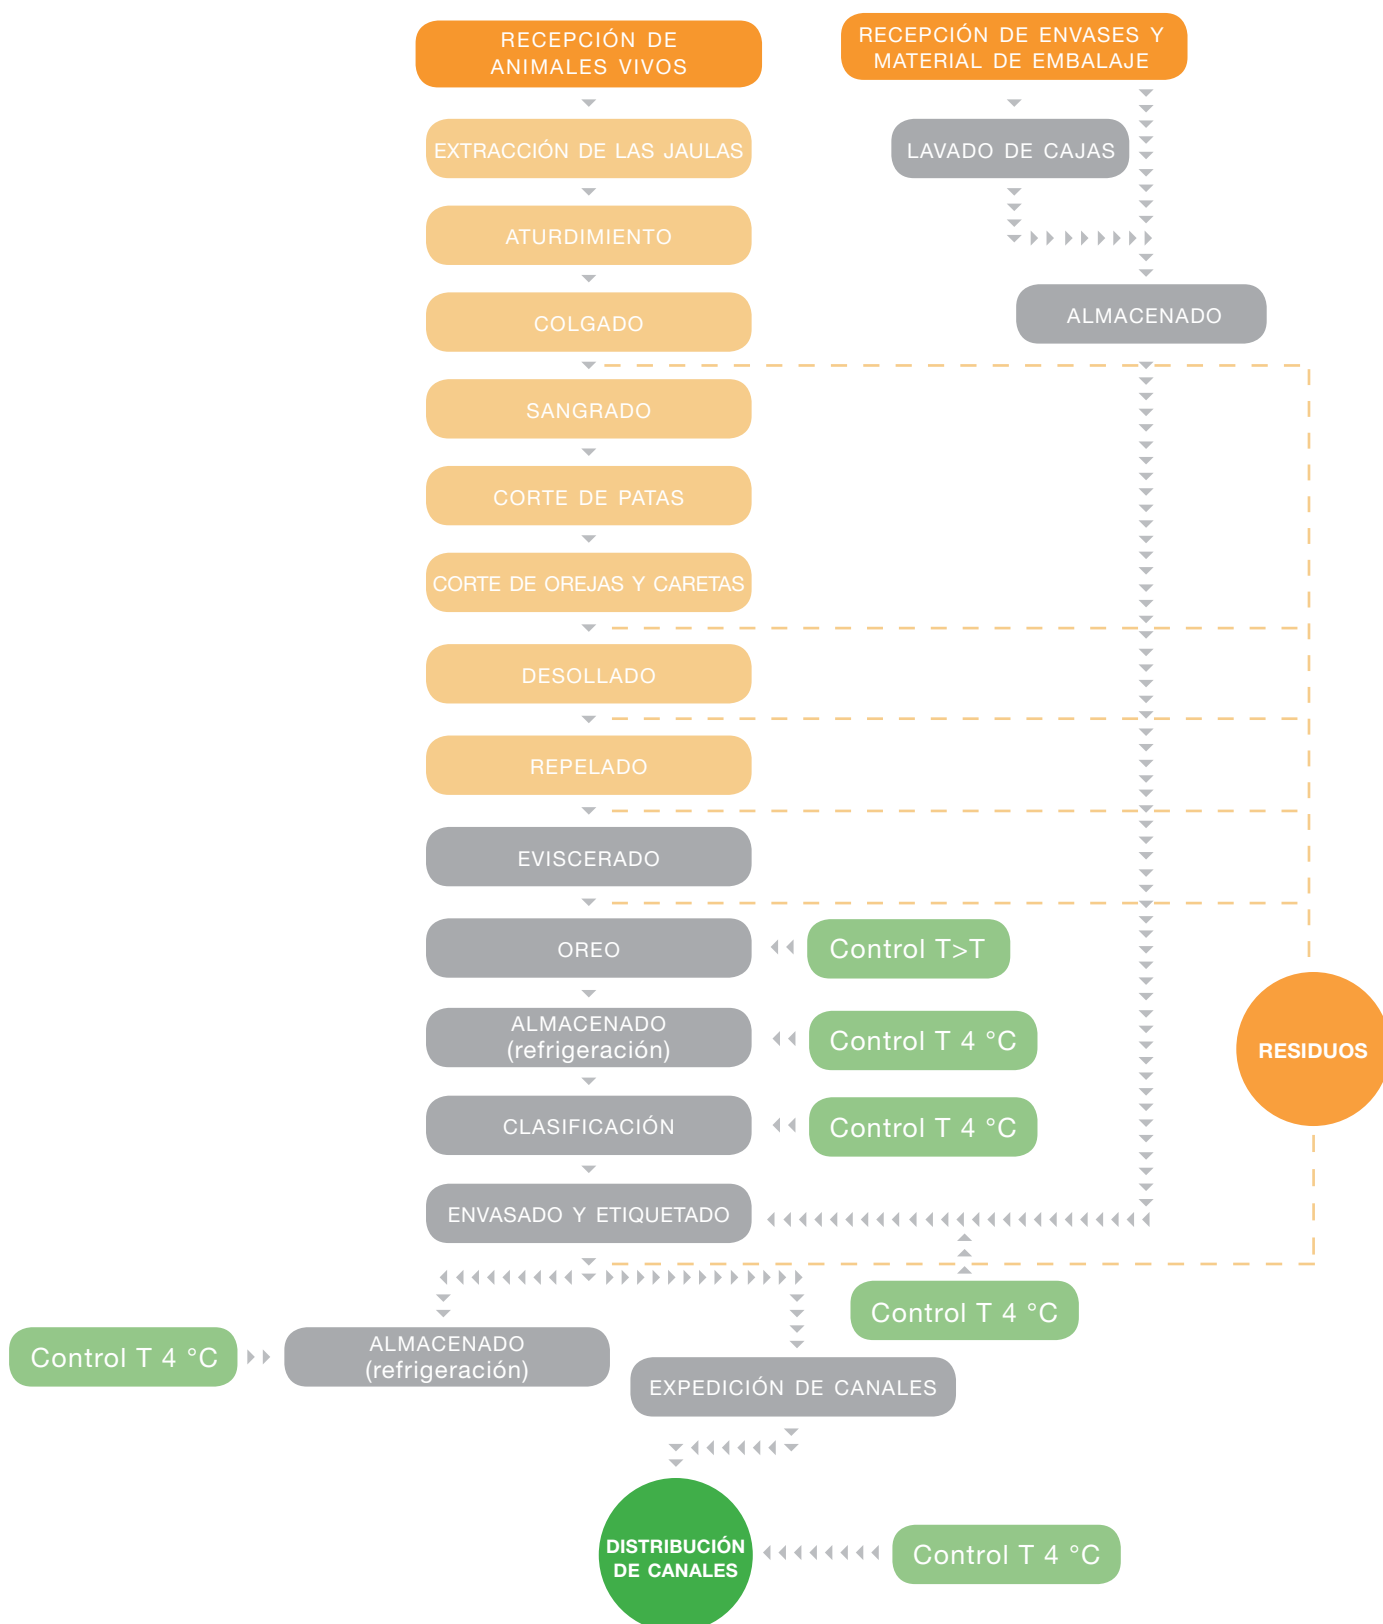 RECEPCIÓN DE
ANIMALES VIVOS
RECEPCIÓN DE ENVASES Y
MATERIAL DE EMBALAJE
EXTRACCIÓN DE LAS JAULAS
LAVADO DE CAJAS
ATURDIMIENTO
COLGADO
ALMACENADO
SANGRADO
CORTE DE PATAS
CORTE DE OREJAS Y CARETAS
DESOLLADO
REPELADO
EVISCERADO
OREO
Control T>T
ALMACENADO
(refrigeración)
Control T 4 °C
RESIDUOS
CLASIFICACIÓN
Control T 4 °C
ENVASADO Y ETIQUETADO
Control T 4 °C
Control T 4 °C
ALMACENADO
(refrigeración)
EXPEDICIÓN DE CANALES
DISTRIBUCIÓN
DE CANALES
Control T 4 °C